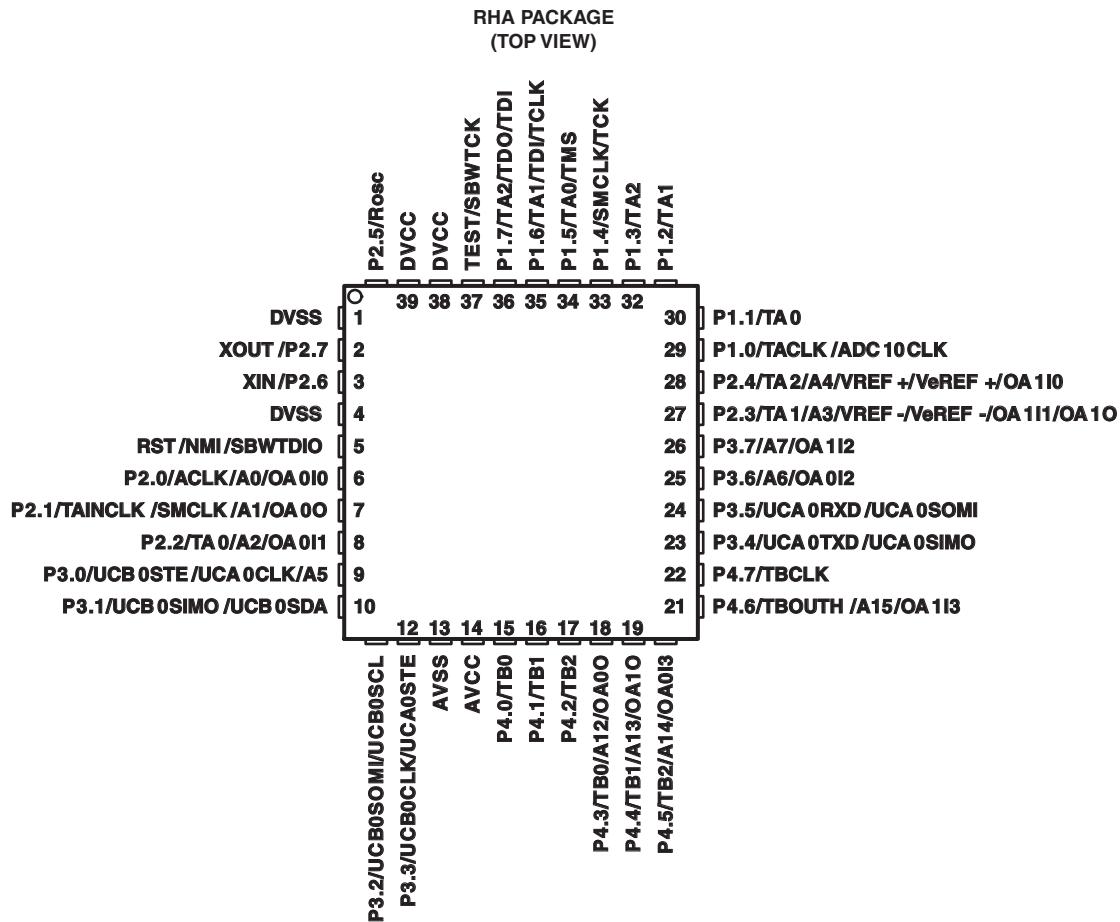 RHA PACKAGE
(TOP VIEW)
P2.5/Rosc
DVCC
DVCC
TEST/SBWTCK
P1.7/TA2/TDO/TDI
P1.6/TA1/TDI/TCLK
P1.5/TA0/TMS
P1.4/SMCLK/TCK
P1.3/TA2
P1.2/TA1
39 38 37 36 35 34 33 32
DVSS 1
XOUT/P2.7 2
XIN/P2.6 3
DVSS 4
RST/NMI/SBWTDIO 5
P2.0/ACLK/A0/OA0I0 6
P2.1/TAINCLK/SMCLK/A1/OA0O 7
P2.2/TA0/A2/OA0I1 8
P3.0/UCB0STE/UCA0CLK/A5 9
P3.1/UCB0SIMO/UCB0SDA 10
30 P1.1/TA0
29 P1.0/TACLK/ADC10CLK
28 P2.4/TA2/A4/VREF+/VeREF+/OA1I0
27 P2.3/TA1/A3/VREF-/VeREF-/OA1I1/OA1O
26 P3.7/A7/OA1I2
25 P3.6/A6/OA0I2
24 P3.5/UCA0RXD/UCA0SOMI
23 P3.4/UCA0TXD/UCA0SIMO
22 P4.7/TBCLK
21 P4.6/TBOUTH/A15/OA1I3
12 13 14 15 16 17 18 19
P3.2/UCB0SOMI/UCB0SCL
P3.3/UCB0CLK/UCA0STE
AVSS
AVCC
P4.0/TB0
P4.1/TB1
P4.2/TB2
P4.3/TB0/A12/OA0O
P4.4/TB1/A13/OA1O
P4.5/TB2/A14/OA0I3